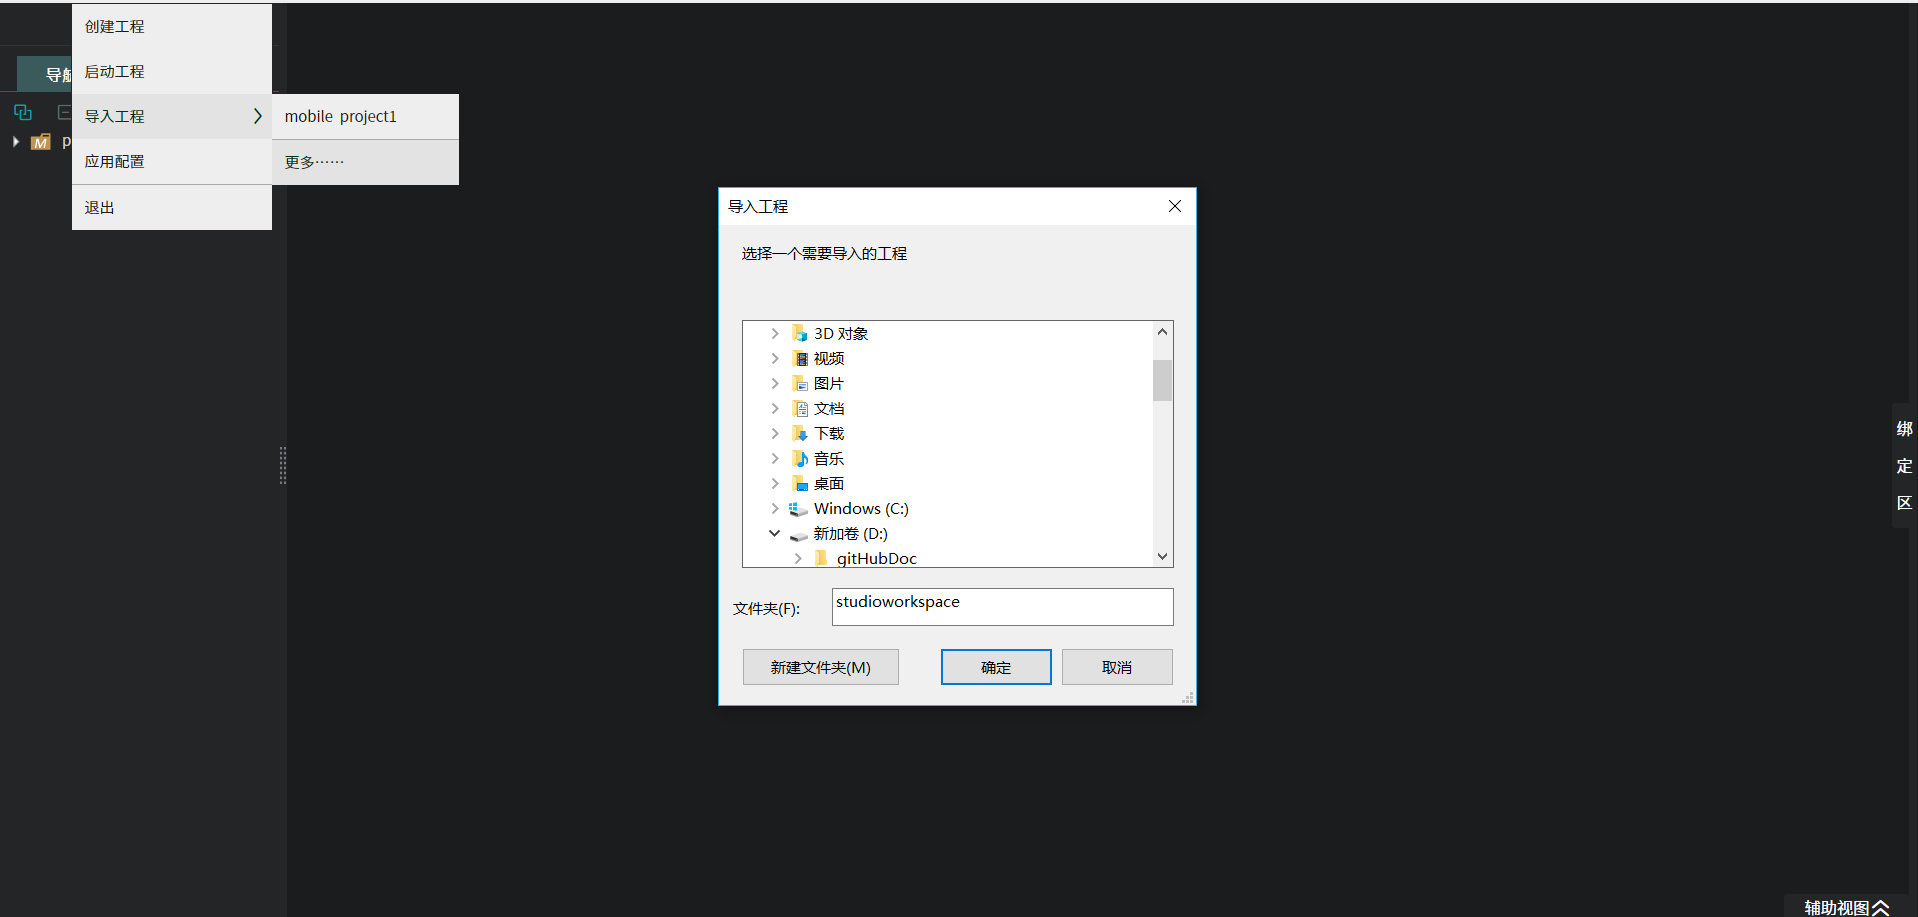 创建工程
启动工程
导入工程
应用配置
退出
导航
mobile project1
更多······
M p
导入工程
选择一个需要导入的工程
3D 对象
视频
图片
文档
下载
音乐
桌面
Windows (C:)
新加卷 (D:)
gitHubDoc
文件夹(F):
studioworkspace
新建文件夹(M)
确定
取消
绑
定
区
辅助视图